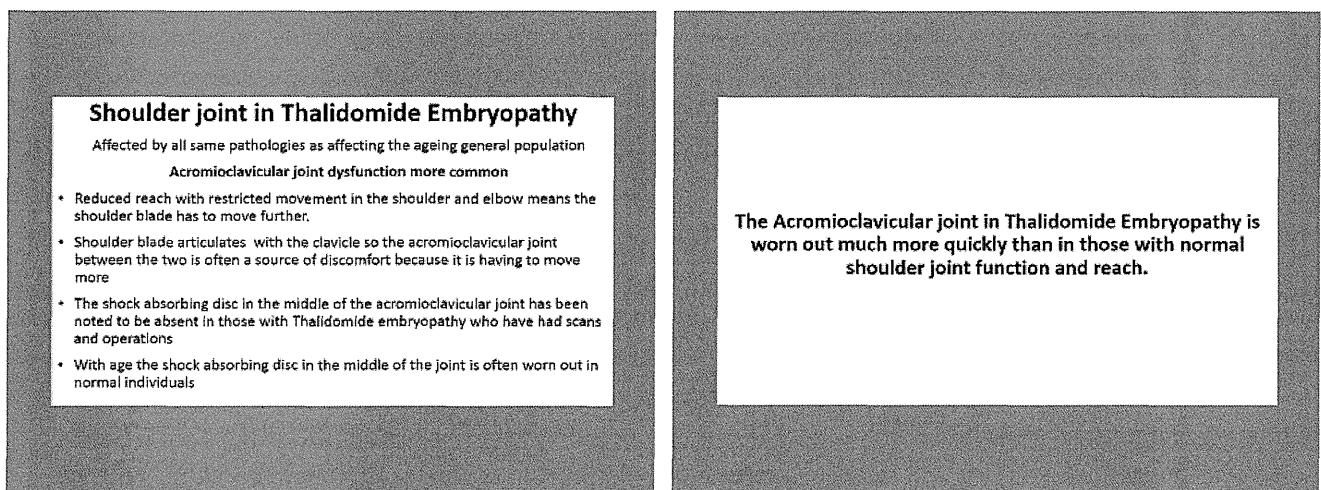 Shoulder joint in Thalidomide Embryopathy
Affected by all same pathologies as affecting the ageing general population
Acromioclavicular joint dysfunction more common
• Reduced reach with restricted movement in the shoulder and elbow means the
shoulder blade has to move further.
• Shoulder blade articulates with the clavicle so the acromioclavicular joint
between the two is often a source of discomfort because it is having to move
more
• The shock absorbing disc in the middle of the acromioclavicular joint has been
noted to be absent in those with Thalidomide embryopathy who have had scans
and operations
• With age the shock absorbing disc in the middle of the joint is often worn out in
normal individuals
The Acromioclavicular joint in Thalidomide Embryopathy is
worn out much more quickly than in those with normal
shoulder joint function and reach.